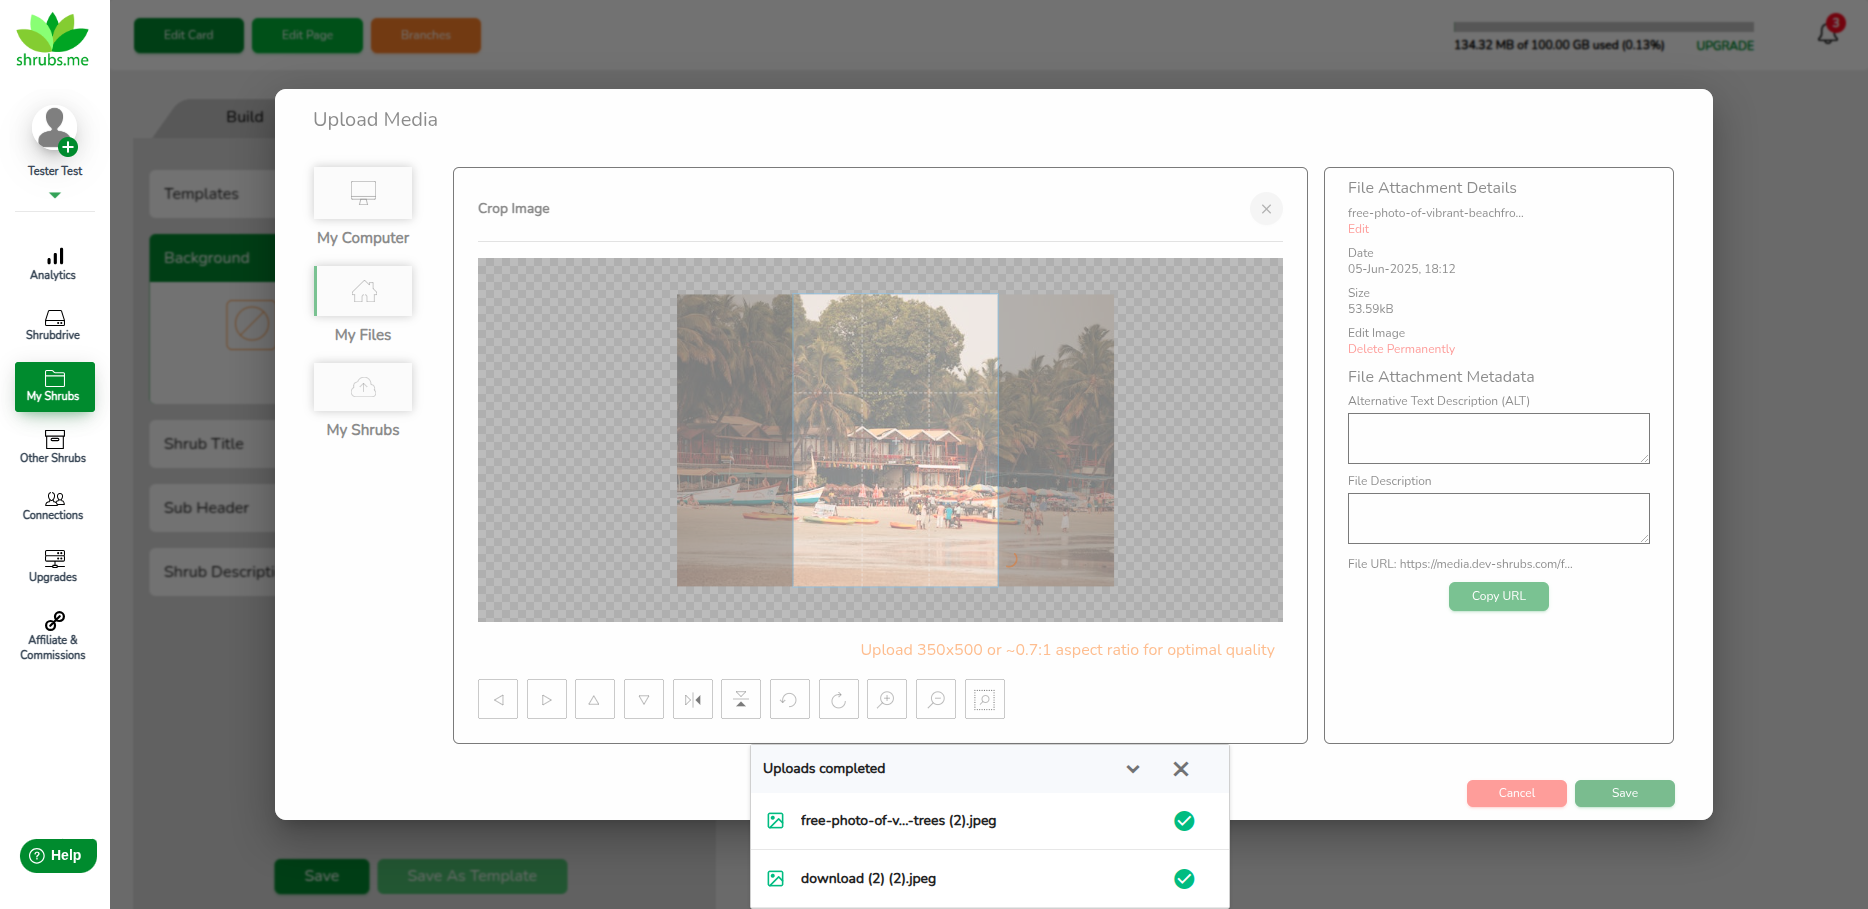 shrubs.me
Tester Test
Analytics
Shrubdrive
My Shrubs
Other Shrubs
Connections
Upgrades
Affiliate &
Commissions
Help
Edit Card
Edit Page
Branches
134.32 MB of 100.00 GB used (0.13%)
UPGRADE
3
Build
Templates
Background
Shrub Title
Sub Header
Shrub Descripti
Save
Save As Template
Upload Media
My Computer
My Files
My Shrubs
Crop Image
Upload 350x500 or ~0.7:1 aspect ratio for optimal quality
File Attachment Details
free-photo-of-vibrant-beachfro...
Edit
Date
05-Jun-2025, 18:12
Size
53.59kB
Edit Image
Delete Permanently
File Attachment Metadata
Alternative Text Description (ALT)
File Description
File URL: https://media.dev-shrubs.com/f...
Copy URL
Cancel
Save
Uploads completed
free-photo-of-v...-trees (2).jpeg
download (2) (2).jpeg